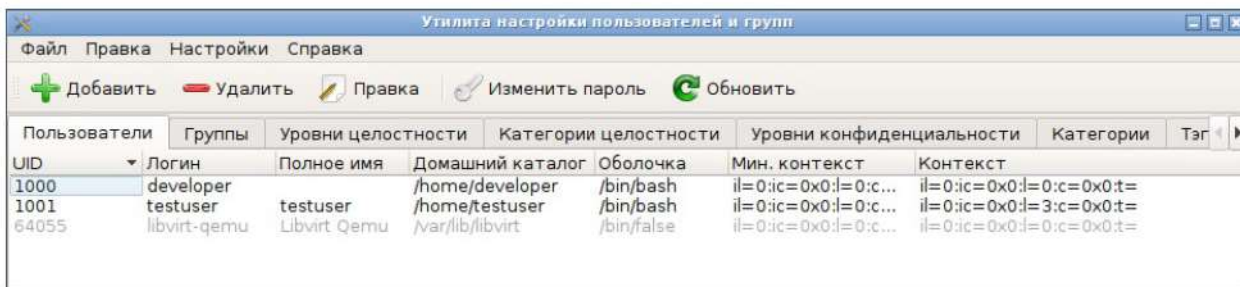 Утилита настройки пользователей и групп
Файл Правка Настройки Справка
Добавить Удалить Правка Изменить пароль Обновить
Пользователи Группы Уровни целостности Категории целостности Уровни конфиденциальности Категории Тэг
UID Логин Полное имя Домашний каталог Оболочка Мин. контекст Контекст
1000 developer /home/developer /bin/bash il=0:ic=0x0:l=0:c... il=0:ic=0x0:l=0:c=0x0:t=
1001 testuser testuser /home/testuser /bin/bash il=0:ic=0x0:l=0:c... il=0:ic=0x0:l=3:c=0x0:t=
64055 libvirt-qemu Libvirt Qemu /var/lib/libvirt /bin/false il=0:ic=0x0:l=0:c... il=0:ic=0x0:l=0:c=0x0:t=